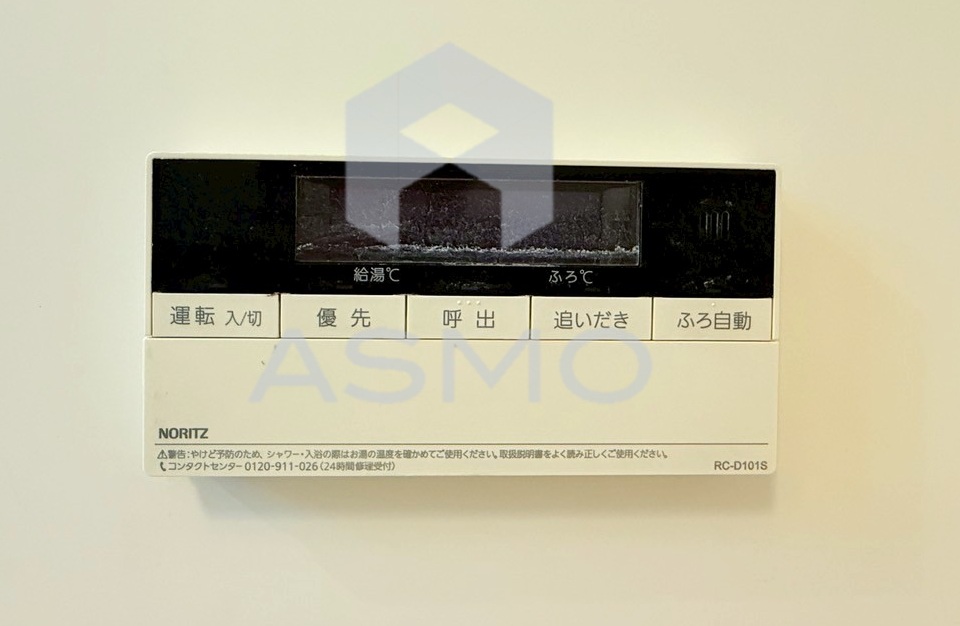 給湯℃ ふろ℃
運転 入/切 優先 呼出 追いだき ふろ自動
ASMO
NORITZ
⚠警告:やけど予防のため、シャワー・入浴の際はお湯の温度を確かめてご使用ください。取扱説明書をよく読み正しくご使用ください。
コンタクトセンター 0120-911-026(24時間修理受付) RC-D101S